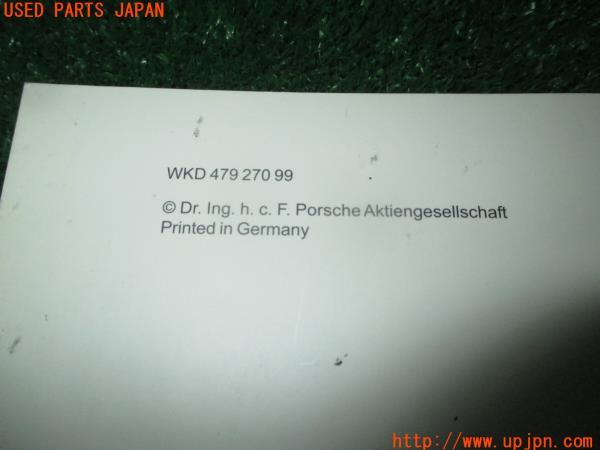 USED PARTS JAPAN
WKD 479 270 99
© Dr. Ing. h. c. F. Porsche Aktiengesellschaft
Printed in Germany
http://www.upjpn.com/